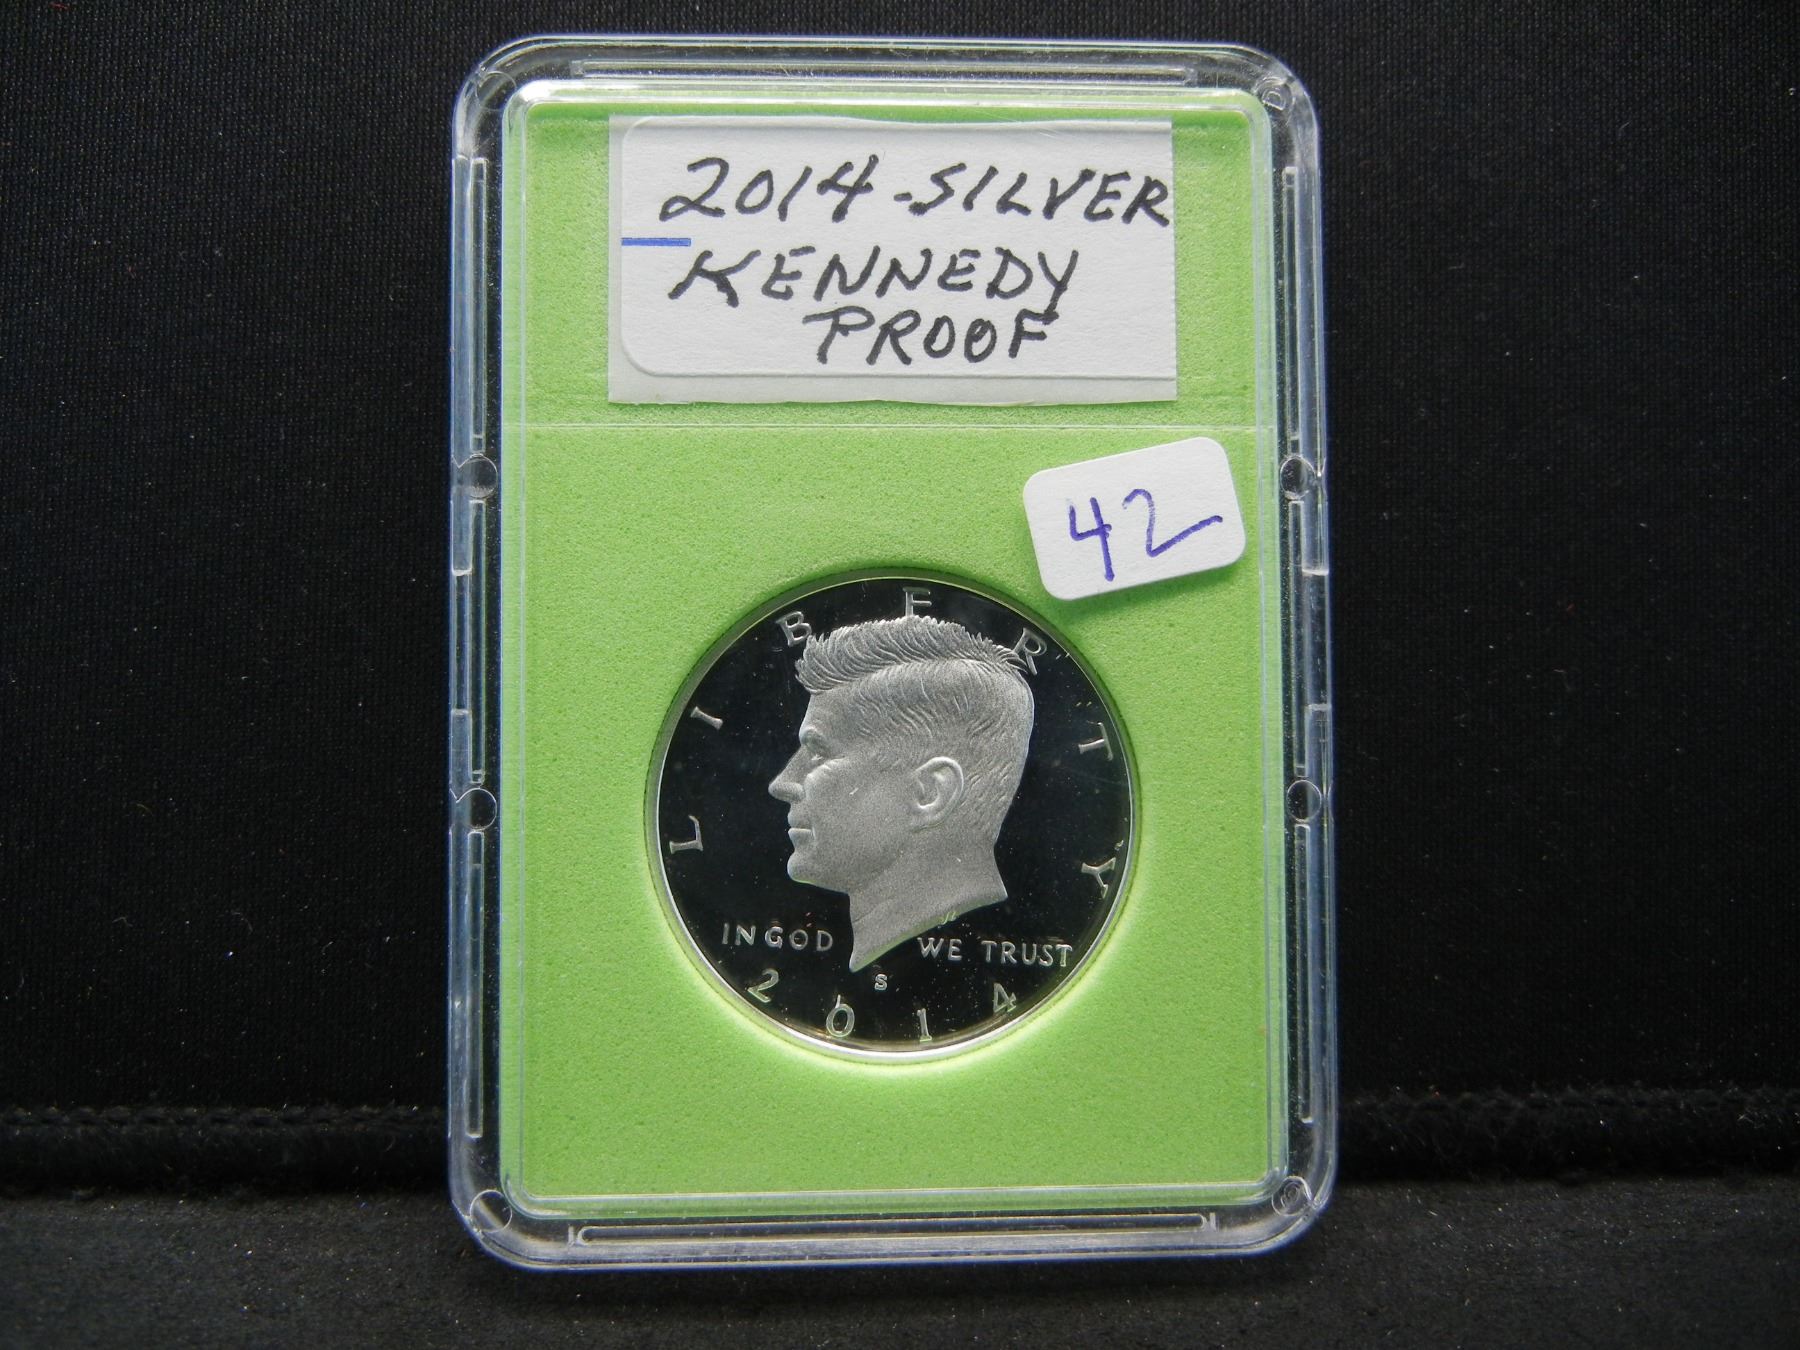 2014-SILVER
KENNEDY
PROOF
42
LIBERTY
IN GOD WE TRUST
S
2014